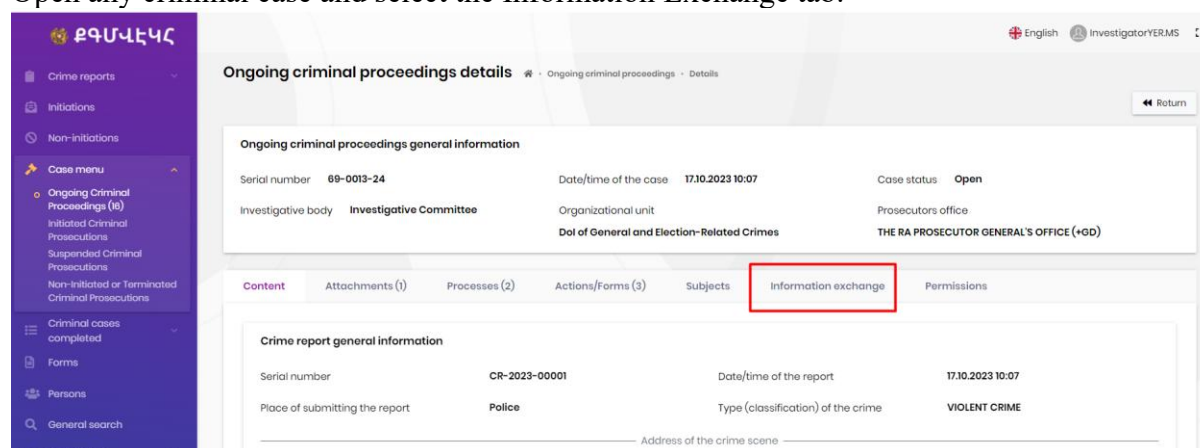 Open any criminal case and select the Information Exchange tab.
ՔԳՄՎԷԿՀ
English InvestigatorYER.MS
Crime reports
Initiations
Non-initiations
Case menu
Ongoing Criminal
Proceedings (16)
Initiated Criminal
Prosecutions
Suspended Criminal
Prosecutions
Non-Initiated or Terminated
Criminal Prosecutions
Criminal cases
completed
Forms
Persons
General search
Ongoing criminal proceedings details Ongoing criminal proceedings Details
Return
Ongoing criminal proceedings general information
Serial number 69-0013-24 Date/time of the case 17.10.2023 10:07 Case status Open
Investigative body Investigative Committee Organizational unit Prosecutors office
DoI of General and Election-Related Crimes THE RA PROSECUTOR GENERAL'S OFFICE (+GD)
Content Attachments (1) Processes (2) Actions/Forms (3) Subjects Information exchange Permissions
Crime report general information
Serial number CR-2023-00001 Date/time of the report 17.10.2023 10:07
Place of submitting the report Police Type (classification) of the crime VIOLENT CRIME
Address of the crime scene